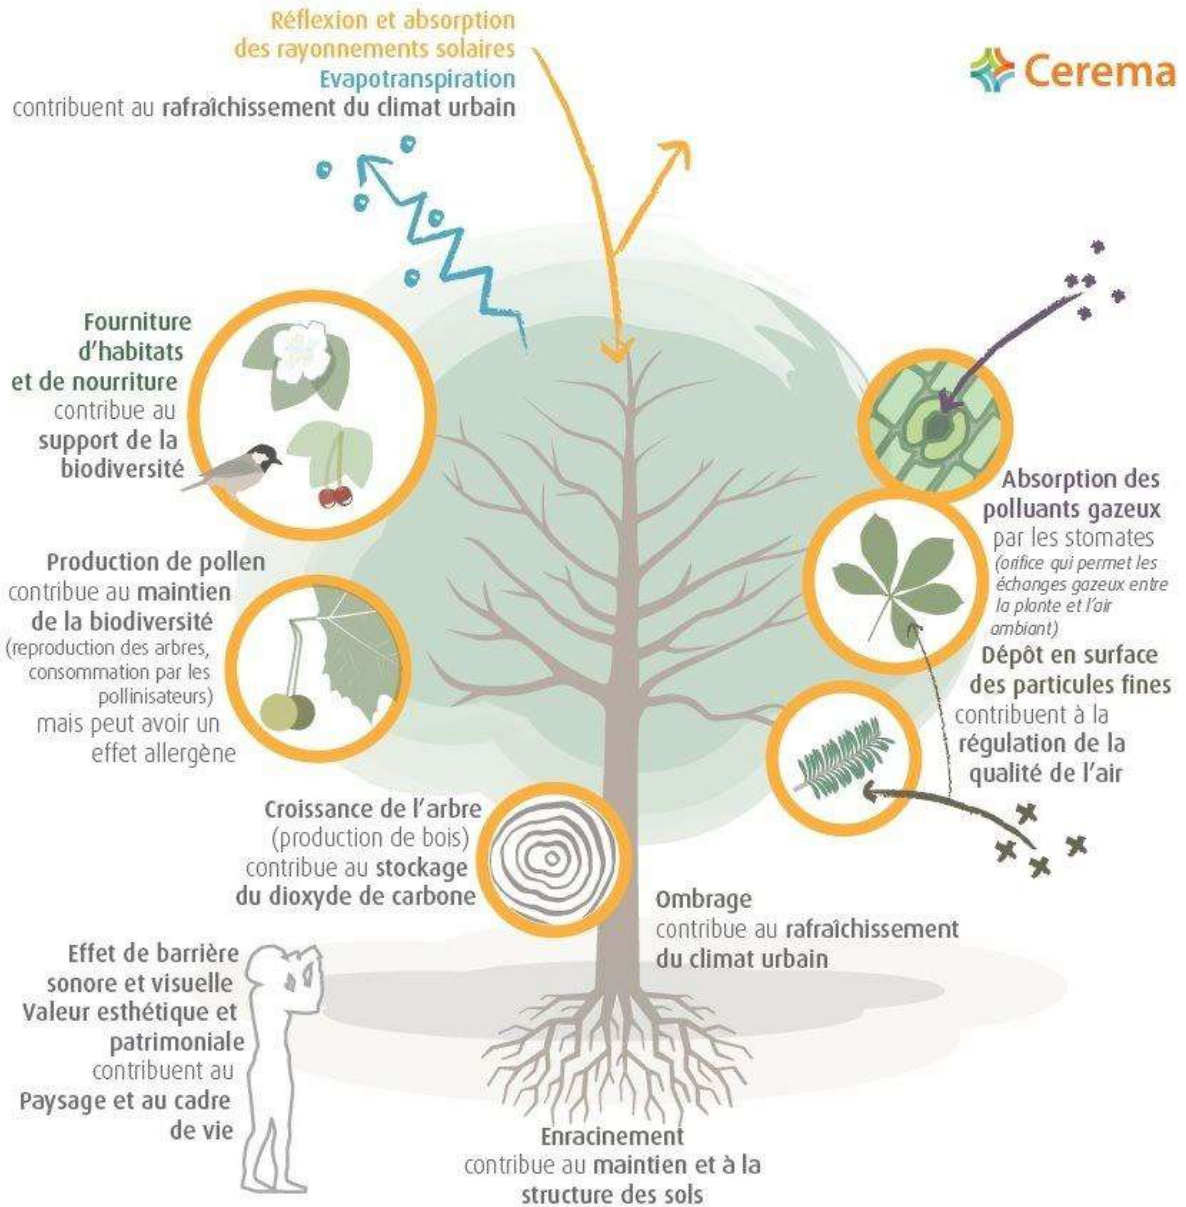 Réflexion et absorption
des rayonnements solaires
Evapotranspiration
contribuent au rafraîchissement du climat urbain
Cerema
Fourniture
d'habitats
et de nourriture
contribue au
support de la
biodiversité
Absorption des
polluants gazeux
par les stomates
(orifice qui permet les
échanges gazeux entre
la plante et l'air
ambiant)
Production de pollen
contribue au maintien
de la biodiversité
(reproduction des arbres,
consommation par les
pollinisateurs)
mais peut avoir un
effet allergène
Dépôt en surface
des particules fines
contribuent à la
régulation de la
qualité de l'air
Croissance de l'arbre
(production de bois)
contribue au stockage
du dioxyde de carbone
Ombrage
contribue au rafraîchissement
du climat urbain
Effet de barrière
sonore et visuelle
Valeur esthétique et
patrimoniale
contribuent au
Paysage et au cadre
de vie
Enracinement
contribue au maintien et à la
structure des sols